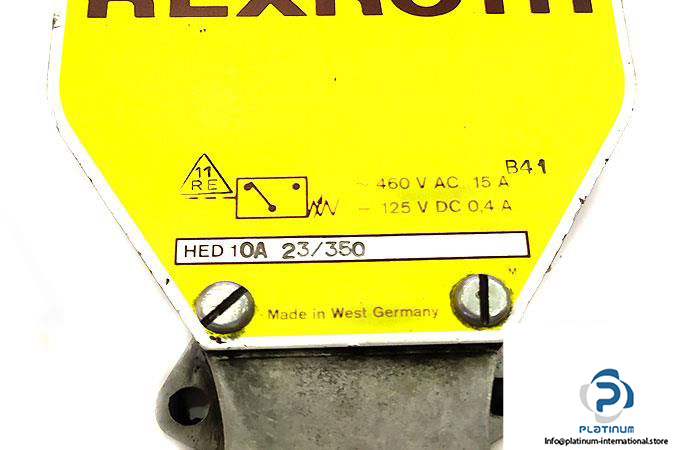 REXROTH
11
RE
B41
~ 460 V AC 15 A
– 125 V DC 0,4 A
HED 10A 23/350
M
Made in West Germany
PLATINUM
Info@platinum-international.store